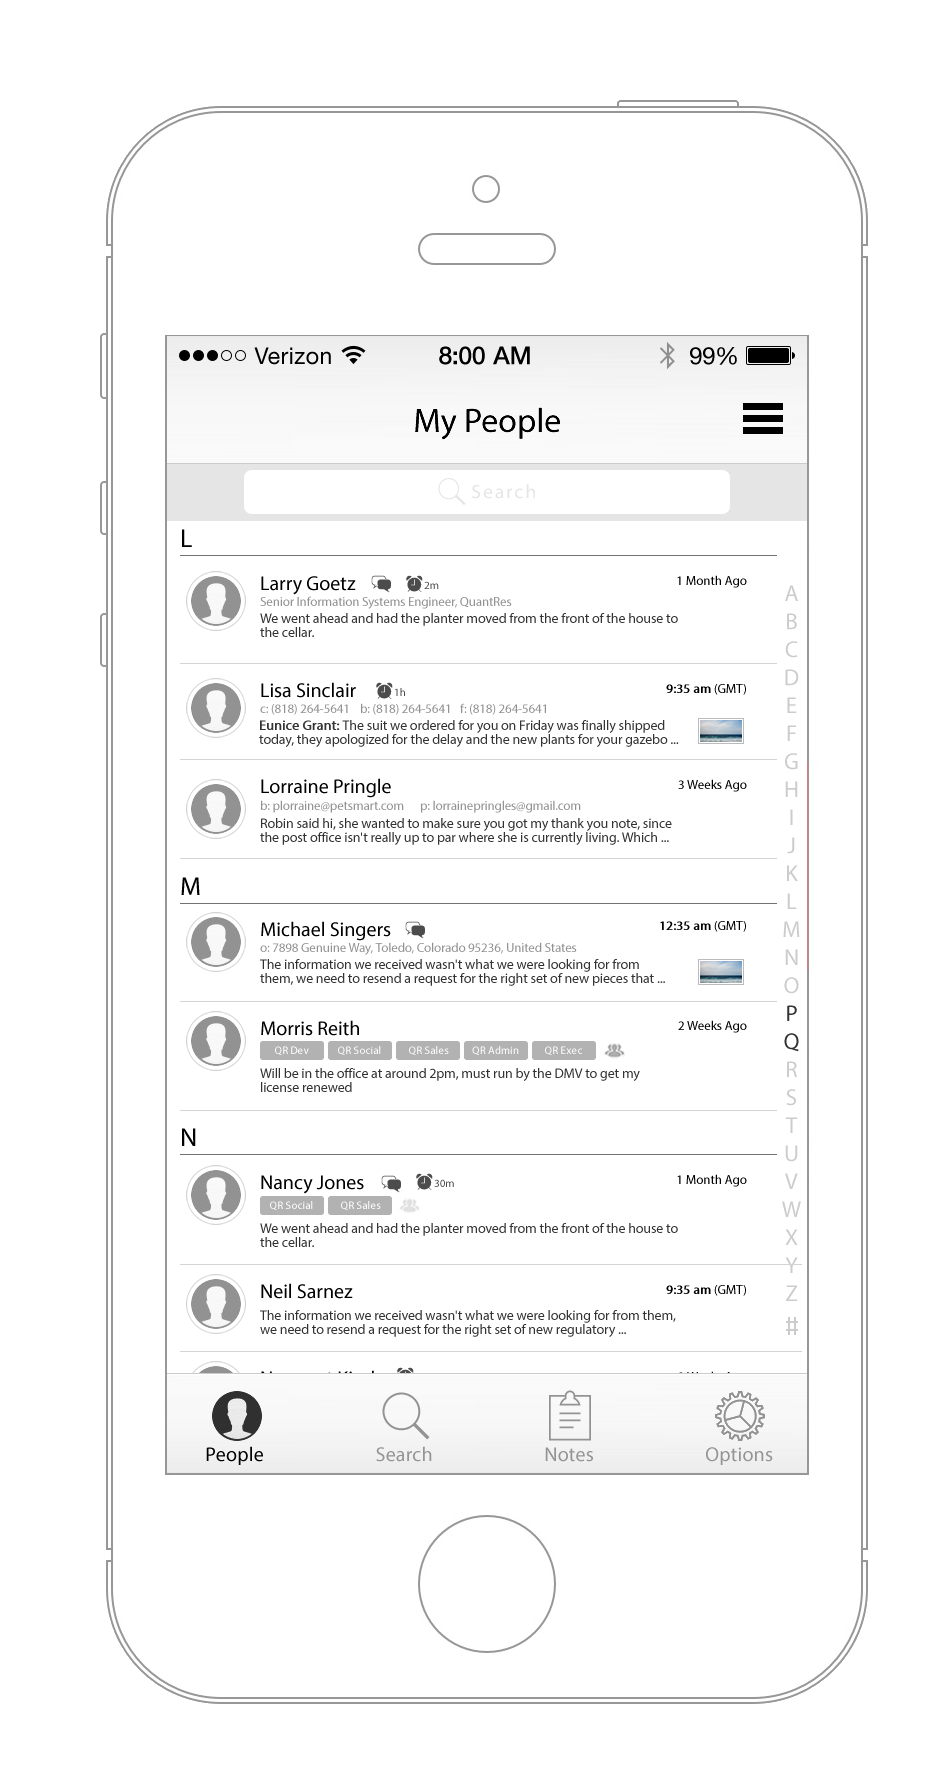 Verizon 8:00 AM 99%
My People
Search
L
Larry Goetz 2m 1 Month Ago
Senior Information Systems Engineer, QuantRes
We went ahead and had the planter moved from the front of the house to
the cellar.
Lisa Sinclair 1h 9:35 am (GMT)
c: (818) 264-5641 b: (818) 264-5641 f: (818) 264-5641
Eunice Grant: The suit we ordered for you on Friday was finally shipped
today, they apologized for the delay and the new plants for your gazebo ...
Lorraine Pringle 3 Weeks Ago
b: plorraine@petsmart.com p: lorrainepringles@gmail.com
Robin said hi, she wanted to make sure you got my thank you note, since
the post office isn't really up to par where she is currently living. Which ...
M
Michael Singers 12:35 am (GMT)
o: 7898 Genuine Way, Toledo, Colorado 95236, United States
The information we received wasn't what we were looking for from
them, we need to resend a request for the right set of new pieces that ...
Morris Reith 2 Weeks Ago
QR Dev QR Social QR Sales QR Admin QR Exec
Will be in the office at around 2pm, must run by the DMV to get my
license renewed
N
Nancy Jones 30m 1 Month Ago
QR Social QR Sales
We went ahead and had the planter moved from the front of the house to
the cellar.
Neil Sarnez 9:35 am (GMT)
The information we received wasn't what we were looking for from them,
we need to resend a request for the right set of new regulatory ...
A
B
C
D
E
F
G
H
I
J
K
L
M
N
O
P
Q
R
S
T
U
V
W
X
Y
Z
#
People Search Notes Options